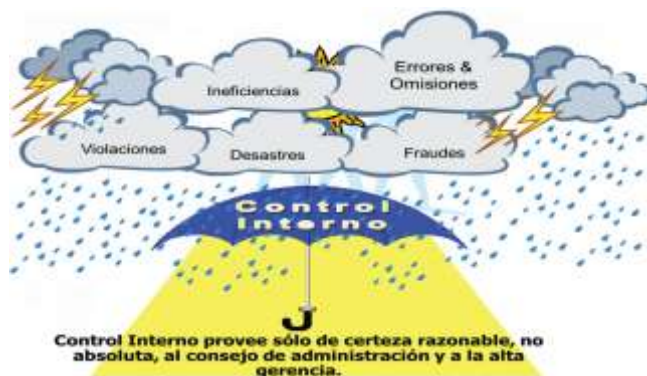 Errores &
Omisiones
Ineficiencias
Violaciones
Desastres
Fraudes
Control
Interno
Control Interno provee sólo de certeza razonable, no
absoluta, al consejo de administración y a la alta
gerencia.